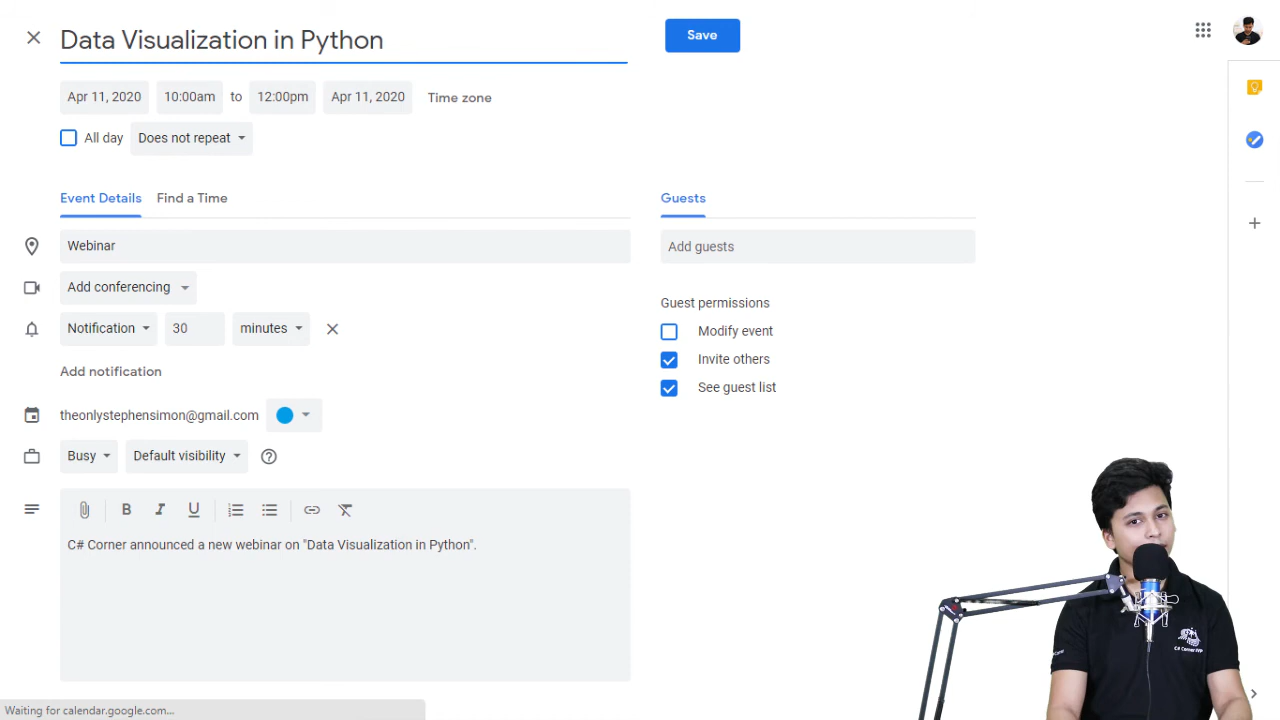 Data Visualization in Python
Save
Apr 11, 2020 10:00am to 12:00pm Apr 11, 2020 Time zone
All day Does not repeat
Event Details Find a Time
Guests
Webinar
Add guests
Add conferencing
Guest permissions
Notification 30 minutes
Modify event
Invite others
Add notification
See guest list
theonlystephensimon@gmail.com
Busy Default visibility
B I U
C# Corner announced a new webinar on "Data Visualization in Python".
C# Corner MVP
Waiting for calendar.google.com...